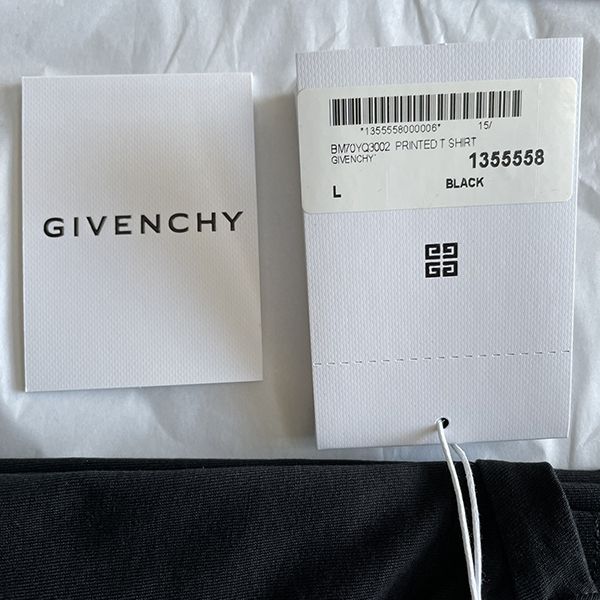 GIVENCHY
*1355558000006* 15/
BM70YQ3002 PRINTED T SHIRT
GIVENCHY`
1355558
L BLACK